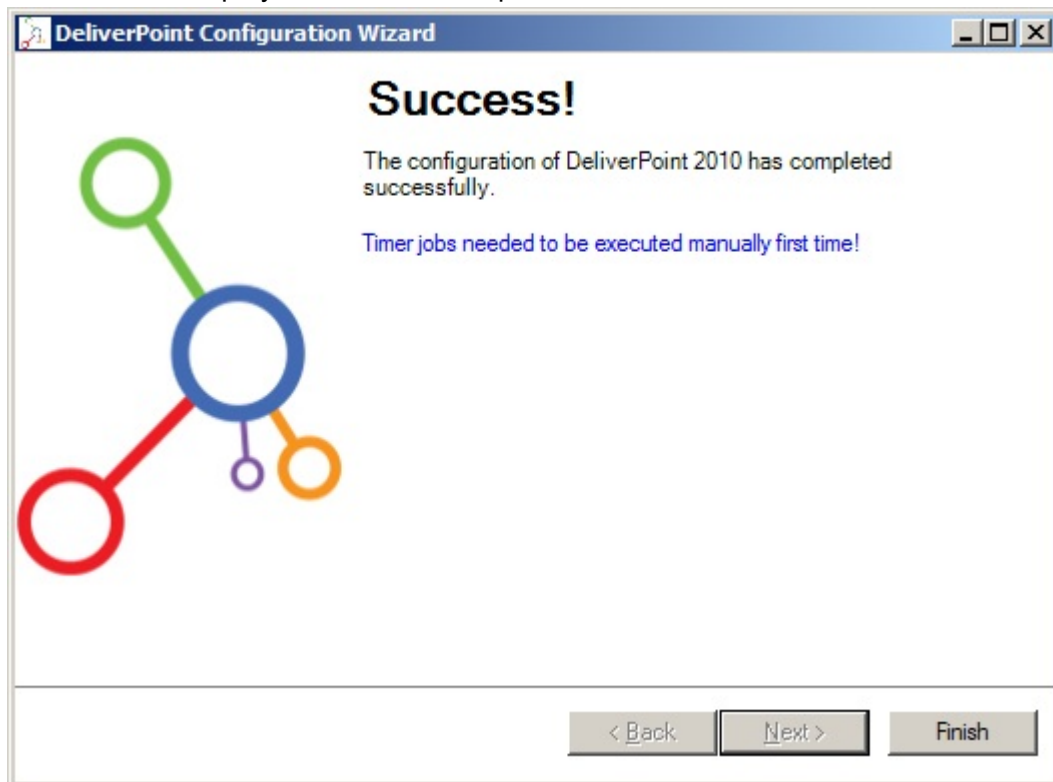 DeliverPoint Configuration Wizard
Success!
The configuration of DeliverPoint 2010 has completed
successfully.
Timer jobs needed to be executed manually first time!
< Back
Next >
Finish